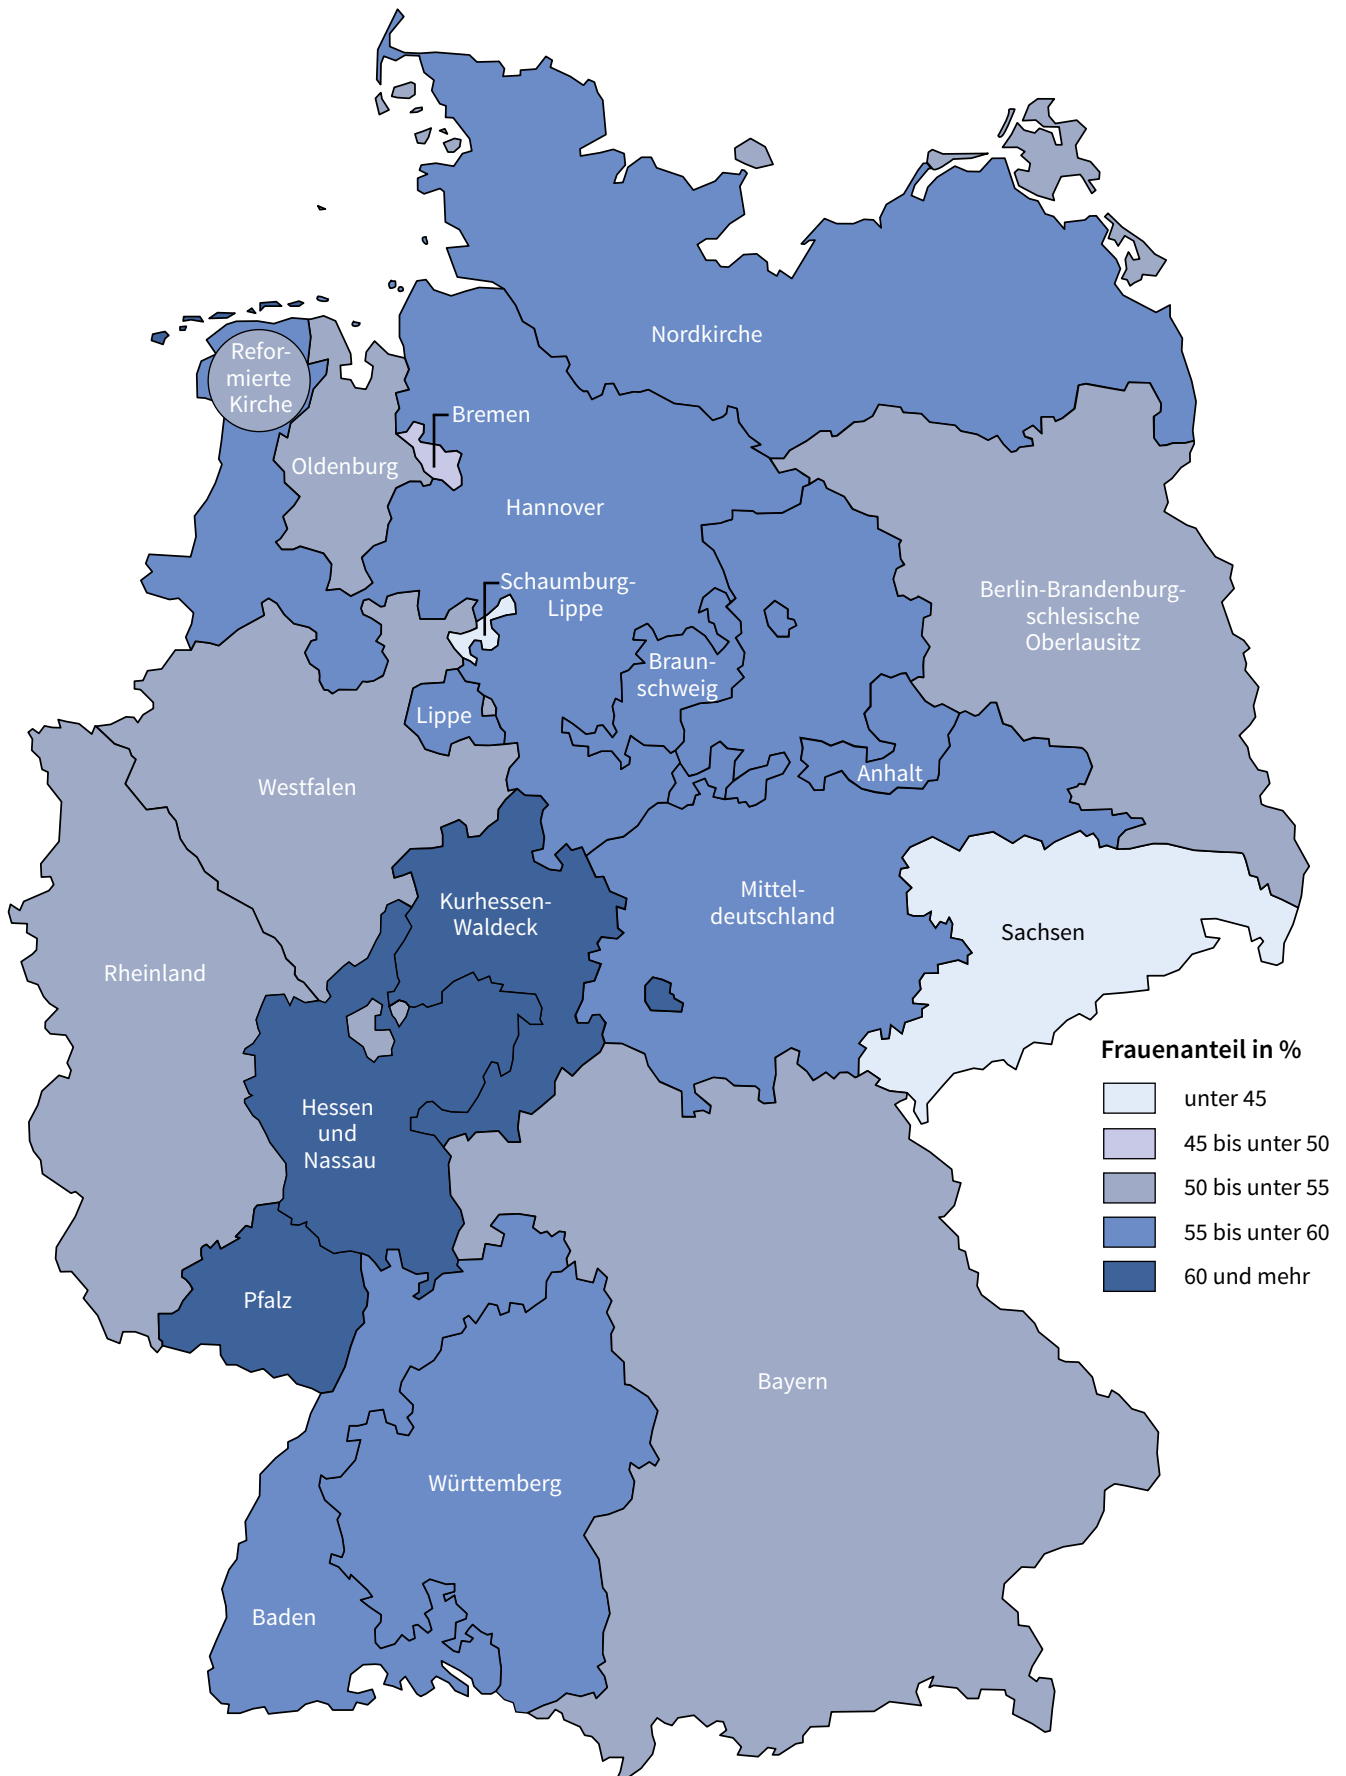 Nordkirche
Refor-
mierte
Kirche
Bremen
Oldenburg
Hannover
Schaumburg-
Lippe
Berlin-Brandenburg-
schlesische
Oberlausitz
Braun-
schweig
Lippe
Westfalen
Anhalt
Kurhessen-
Waldeck
Mittel-
deutschland
Sachsen
Rheinland
Hessen
und
Nassau
Pfalz
Bayern
Württemberg
Baden
Frauenanteil in %
unter 45
45 bis unter 50
50 bis unter 55
55 bis unter 60
60 und mehr